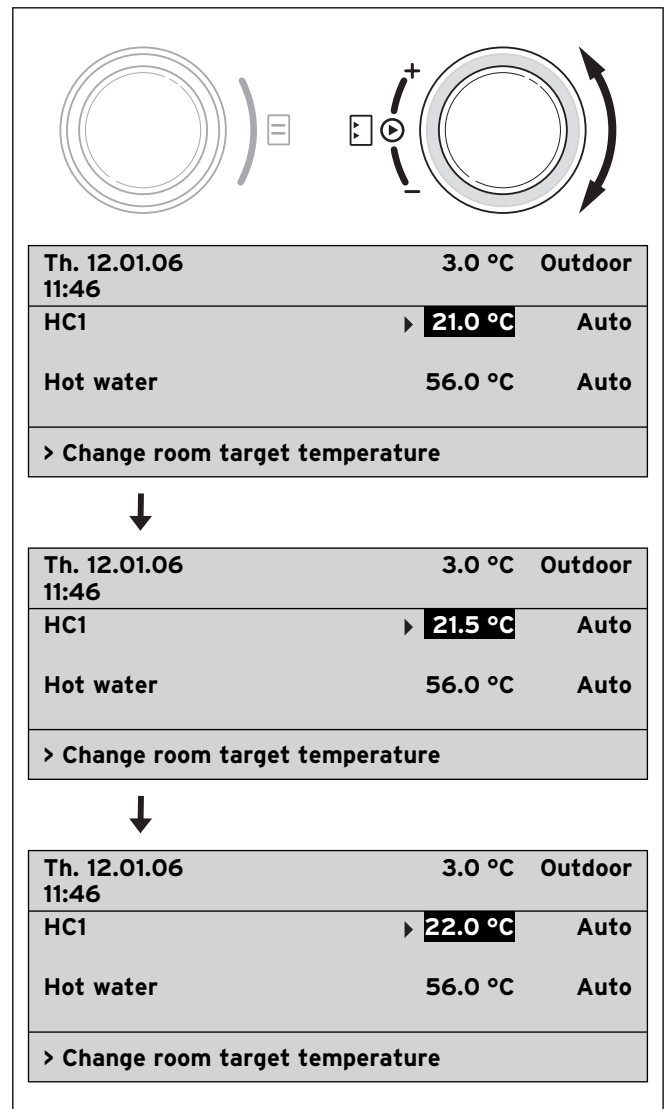 +
−
Th. 12.01.06 3.0 °C Outdoor
11:46
HC1 21.0 °C Auto
Hot water 56.0 °C Auto
> Change room target temperature
Th. 12.01.06 3.0 °C Outdoor
11:46
HC1 21.5 °C Auto
Hot water 56.0 °C Auto
> Change room target temperature
Th. 12.01.06 3.0 °C Outdoor
11:46
HC1 22.0 °C Auto
Hot water 56.0 °C Auto
> Change room target temperature